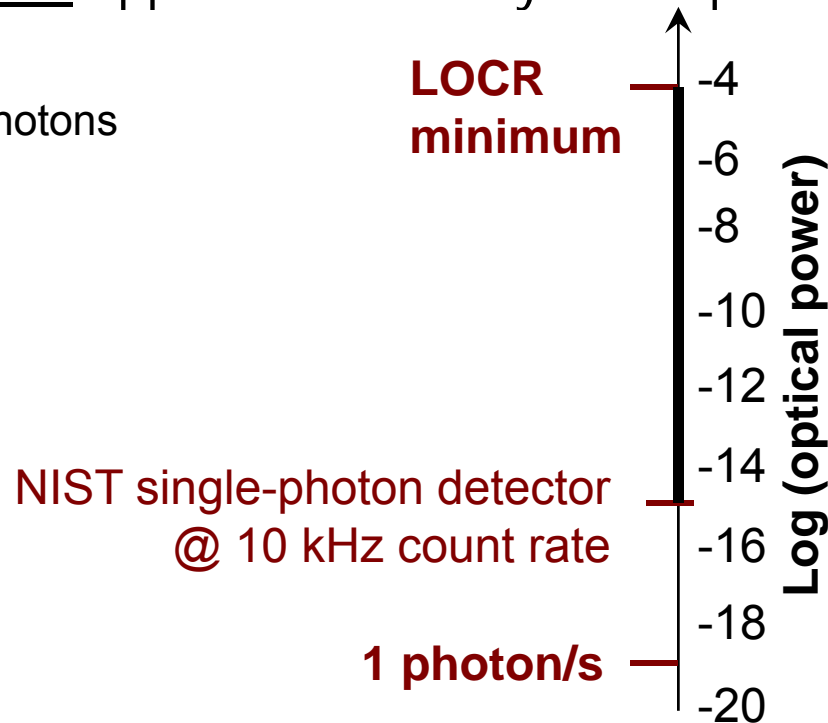 LOCR
minimum
NIST single-photon detector
@ 10 kHz count rate
1 photon/s
-4
-6
-8
-10
-12
-14
-16
-18
-20
Log (optical power)